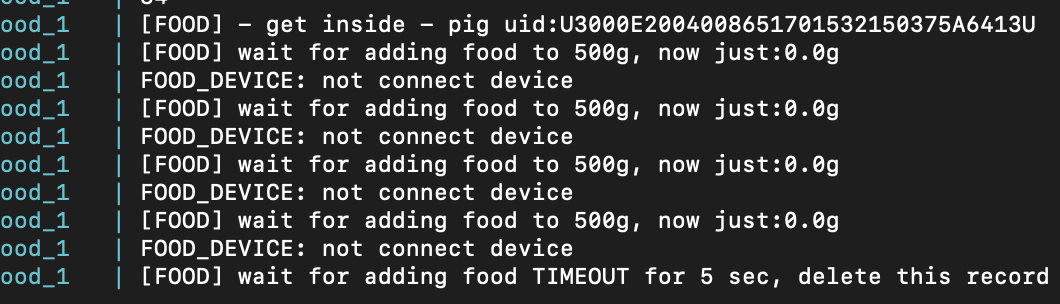 ood_1 | [FOOD] - get inside - pig uid:U3000E2004008651701532150375A6413U
ood_1 | [FOOD] wait for adding food to 500g, now just:0.0g
ood_1 | FOOD_DEVICE: not connect device
ood_1 | [FOOD] wait for adding food to 500g, now just:0.0g
ood_1 | FOOD_DEVICE: not connect device
ood_1 | [FOOD] wait for adding food to 500g, now just:0.0g
ood_1 | FOOD_DEVICE: not connect device
ood_1 | [FOOD] wait for adding food to 500g, now just:0.0g
ood_1 | FOOD_DEVICE: not connect device
ood_1 | [FOOD] wait for adding food TIMEOUT for 5 sec, delete this record